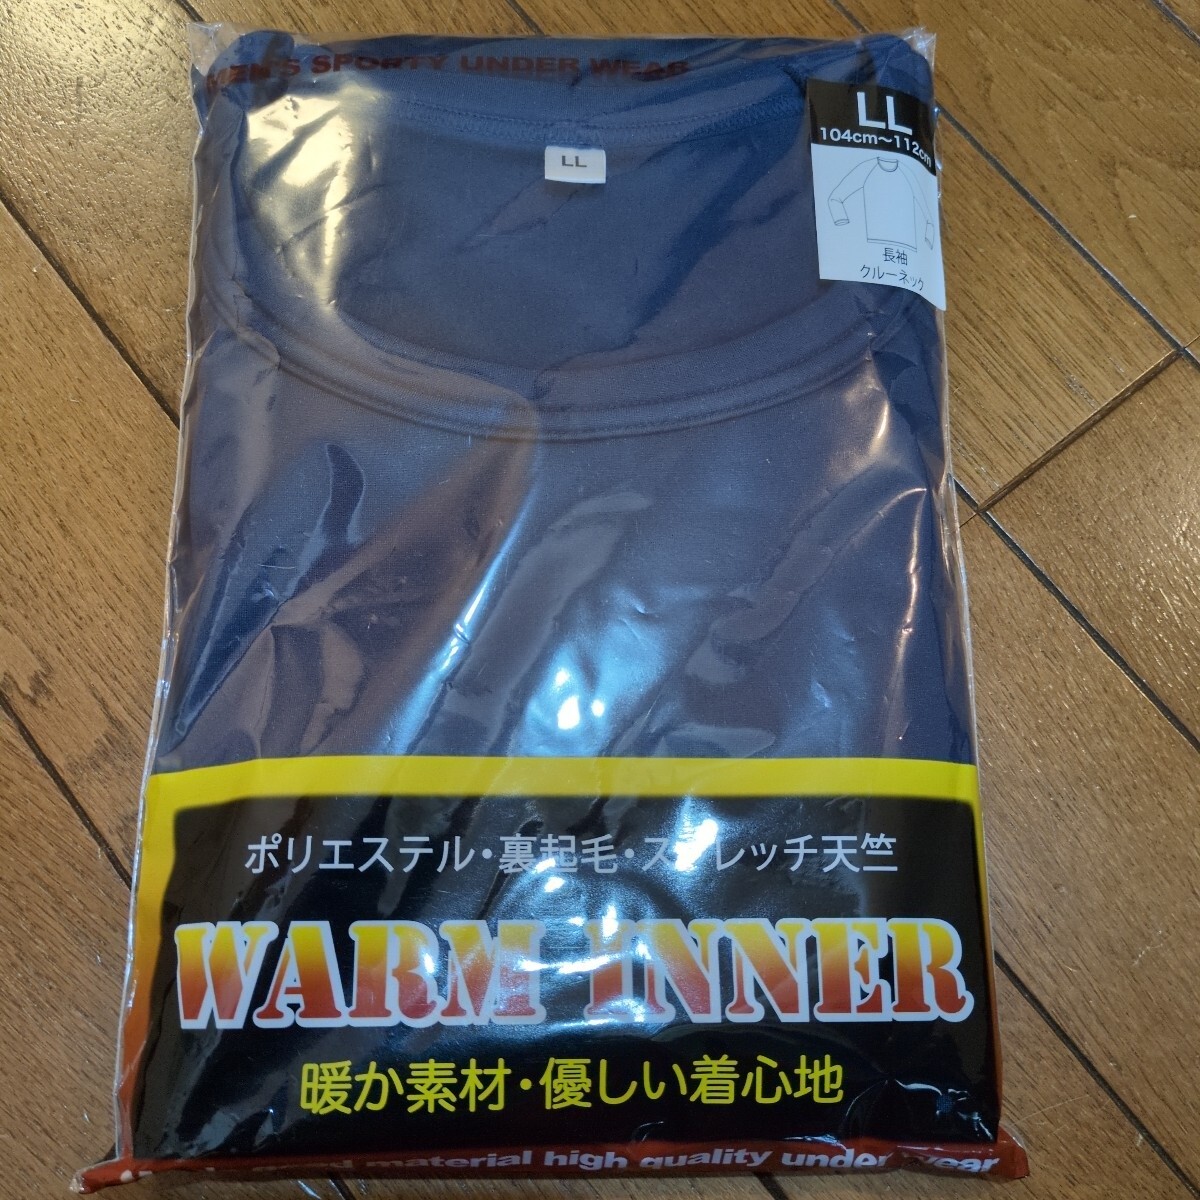 MEN'S SPORTY UNDER WEAR
LL
104cm～112cm
長袖
クルーネック
LL
ポリエステル・裏起毛・ストレッチ天竺
WARM INNER
暖か素材・優しい着心地
material high quality under wear